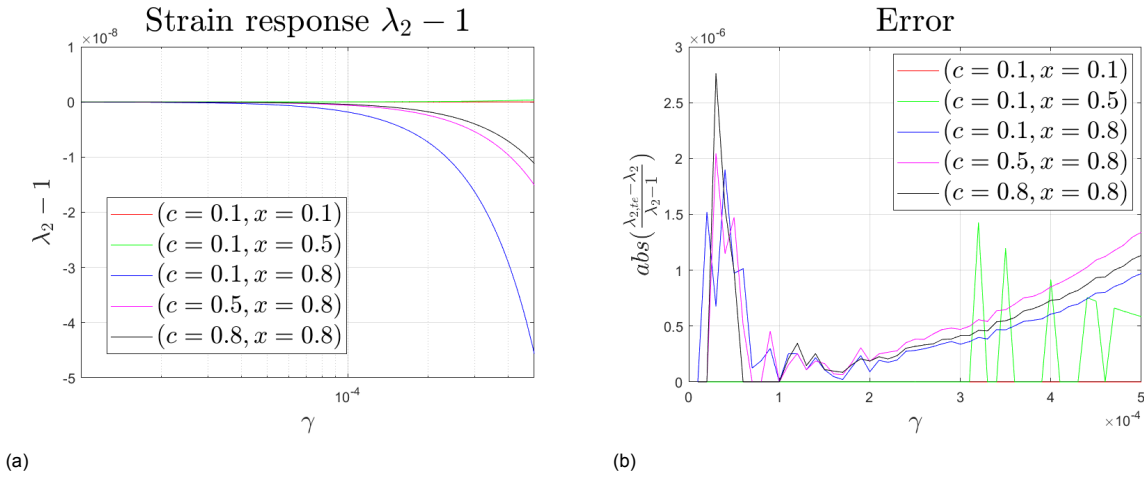 Strain response λ₂ − 1
×10⁻⁸
1
0
-1
-2
-3
-4
-5
λ₂ − 1
(c = 0.1, x = 0.1)
(c = 0.1, x = 0.5)
(c = 0.1, x = 0.8)
(c = 0.5, x = 0.8)
(c = 0.8, x = 0.8)
10⁻⁴
γ
(a)
Error
×10⁻⁶
3
2.5
2
1.5
1
0.5
0
abs((λ₂,te−λ₂)/(λ₂−1))
(c = 0.1, x = 0.1)
(c = 0.1, x = 0.5)
(c = 0.1, x = 0.8)
(c = 0.5, x = 0.8)
(c = 0.8, x = 0.8)
0 1 2 3 4 5
γ
×10⁻⁴
(b)